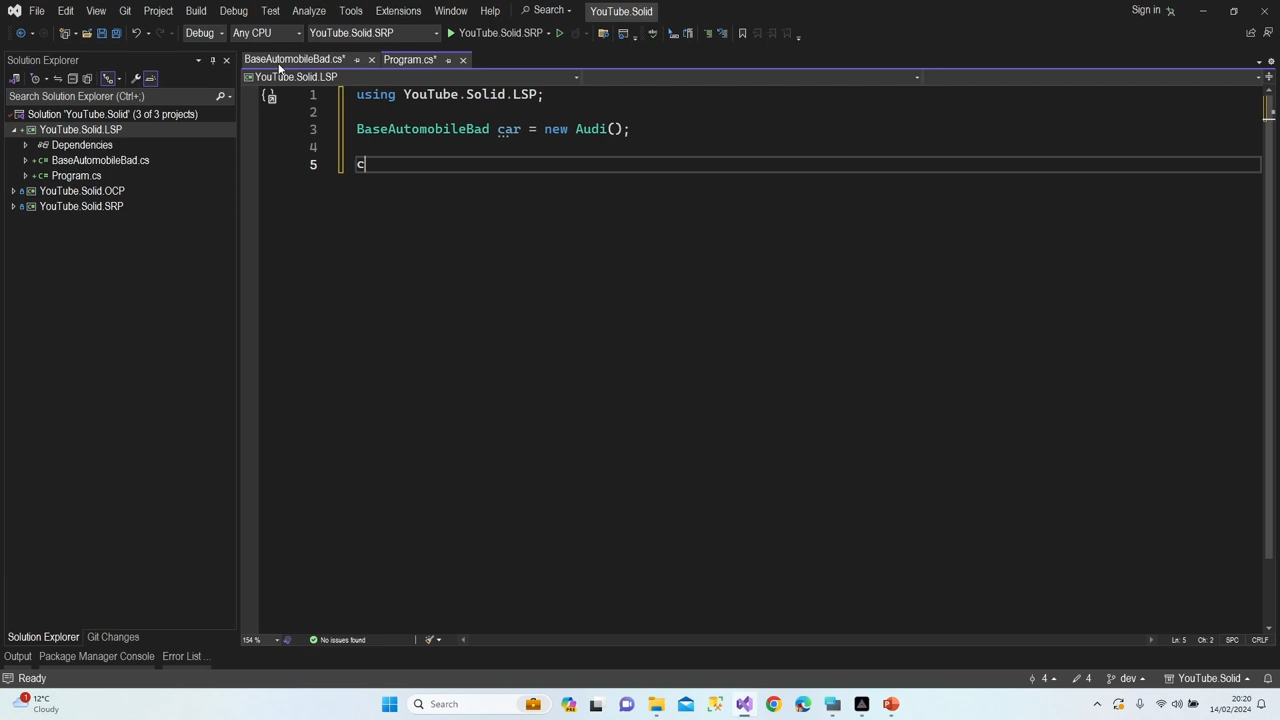 File Edit View Git Project Build Debug Test Analyze Tools Extensions Window Help Search YouTube.Solid Sign in
Debug Any CPU YouTube.Solid.SRP YouTube.Solid.SRP
Solution Explorer
BaseAutomobileBad.cs* Program.cs*
YouTube.Solid.LSP
Search Solution Explorer (Ctrl+;)
Solution 'YouTube.Solid' (3 of 3 projects)
YouTube.Solid.LSP
Dependencies
BaseAutomobileBad.cs
Program.cs
YouTube.Solid.OCP
YouTube.Solid.SRP
1 using YouTube.Solid.LSP;
2
3 BaseAutomobileBad car = new Audi();
4
5 c
154 % No issues found Ln: 5 Ch: 2 SPC CRLF
Solution Explorer Git Changes
Output Package Manager Console Error List ...
Ready 4 4 dev YouTube.Solid
1 12°C
Cloudy
Search
20:20
14/02/2024